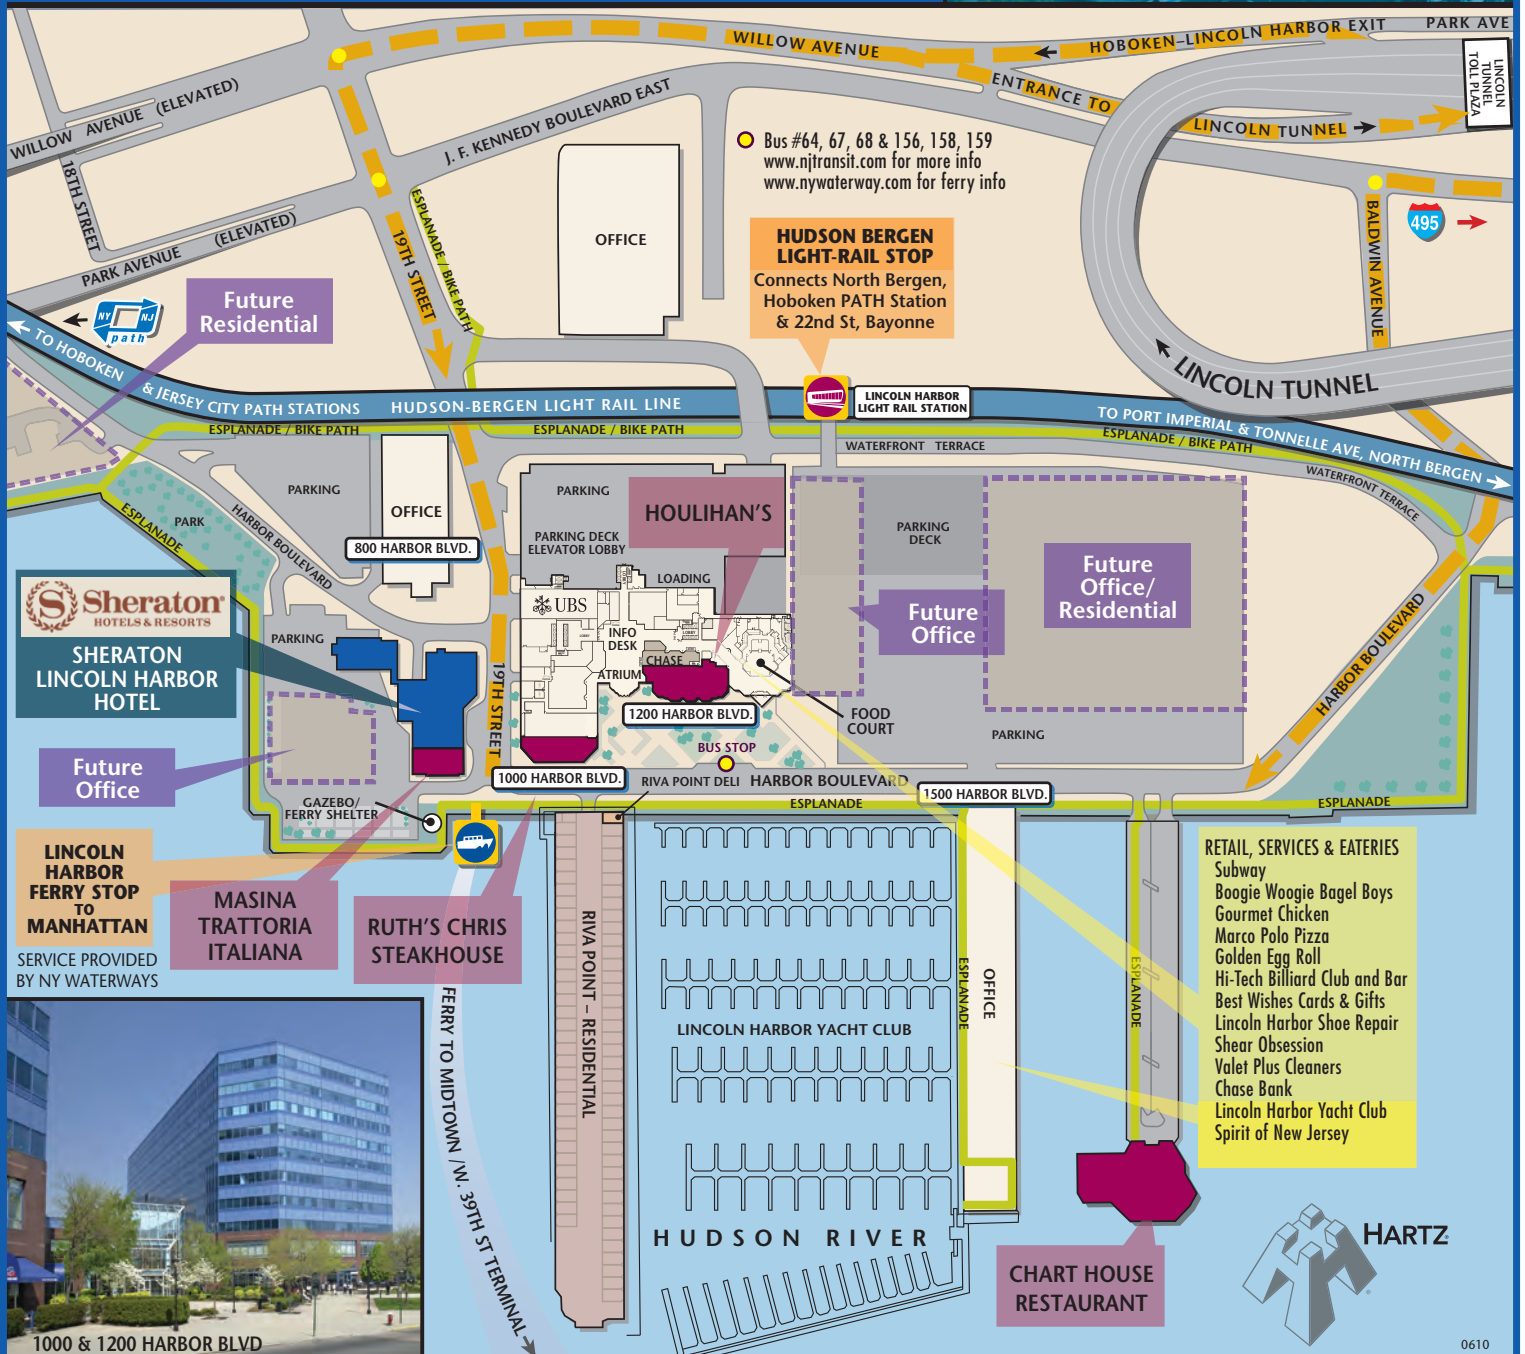 WILLOW AVENUE
HOBOKEN–LINCOLN HARBOR EXIT
PARK AVE
LINCOLN
TUNNEL
TOLL PLAZA
ENTRANCE TO
LINCOLN TUNNEL
WILLOW AVENUE (ELEVATED)
J. F. KENNEDY BOULEVARD EAST
18TH STREET
PARK AVENUE (ELEVATED)
19TH STREET
ESPLANADE / BIKE PATH
OFFICE
Bus #64, 67, 68 & 156, 158, 159
www.njtransit.com for more info
www.nywaterway.com for ferry info
HUDSON BERGEN
LIGHT-RAIL STOP
Connects North Bergen,
Hoboken PATH Station
& 22nd St, Bayonne
BALDWIN AVENUE
495
LINCOLN TUNNEL
NY NJ
path
Future
Residential
TO HOBOKEN & JERSEY CITY PATH STATIONS
HUDSON-BERGEN LIGHT RAIL LINE
LINCOLN HARBOR
LIGHT RAIL STATION
TO PORT IMPERIAL & TONNELLE AVE, NORTH BERGEN
ESPLANADE / BIKE PATH
ESPLANADE / BIKE PATH
ESPLANADE / BIKE PATH
WATERFRONT TERRACE
WATERFRONT TERRACE
PARKING
OFFICE
800 HARBOR BLVD.
PARK
ESPLANADE
HARBOR BOULEVARD
PARKING
PARKING DECK
ELEVATOR LOBBY
HOULIHAN'S
LOADING
UBS
INFO
DESK
LOBBY
LOBBY
CHASE
ATRIUM
PARKING
DECK
Future
Office
Future
Office/
Residential
HARBOR BOULEVARD
Sheraton
HOTELS & RESORTS
SHERATON
LINCOLN HARBOR
HOTEL
PARKING
19TH STREET
1200 HARBOR BLVD.
FOOD
COURT
PARKING
BUS STOP
Future
Office
1000 HARBOR BLVD.
RIVA POINT DELI
HARBOR BOULEVARD
1500 HARBOR BLVD.
ESPLANADE
ESPLANADE
GAZEBO/
FERRY SHELTER
LINCOLN
HARBOR
FERRY STOP
TO
MANHATTAN
SERVICE PROVIDED
BY NY WATERWAYS
MASINA
TRATTORIA
ITALIANA
RUTH'S CHRIS
STEAKHOUSE
FERRY TO MIDTOWN / W. 39TH ST TERMINAL
RIVA POINT – RESIDENTIAL
LINCOLN HARBOR YACHT CLUB
ESPLANADE
OFFICE
ESPLANADE
RETAIL, SERVICES & EATERIES
Subway
Boogie Woogie Bagel Boys
Gourmet Chicken
Marco Polo Pizza
Golden Egg Roll
Hi-Tech Billiard Club and Bar
Best Wishes Cards & Gifts
Lincoln Harbor Shoe Repair
Shear Obsession
Valet Plus Cleaners
Chase Bank
Lincoln Harbor Yacht Club
Spirit of New Jersey
HUDSON RIVER
CHART HOUSE
RESTAURANT
HARTZ
1000 & 1200 HARBOR BLVD
0610